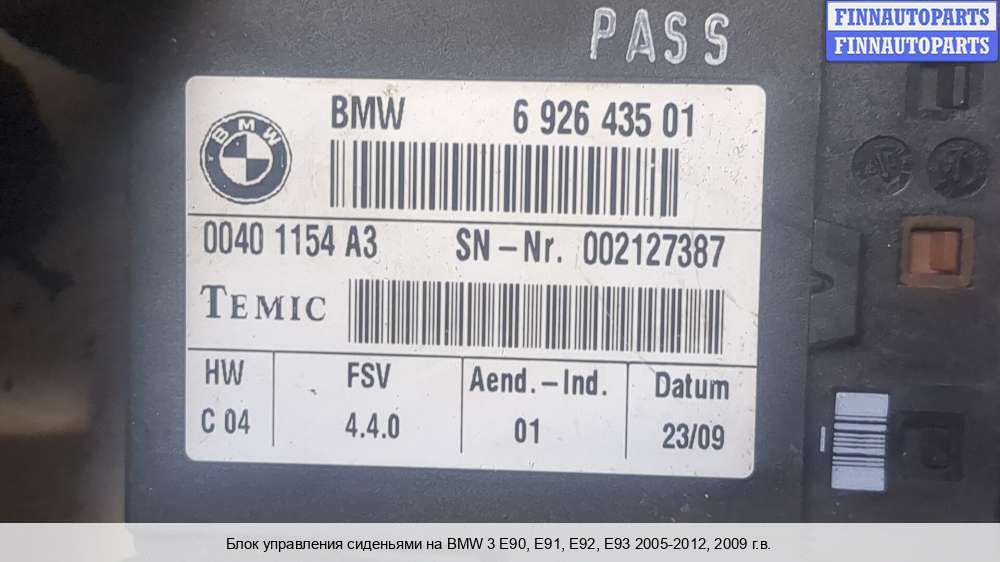 FINNAUTOPARTS
FINNAUTOPARTS
PASS
BMW 6 926 435 01
BMW
0040 1154 A3 SN-Nr. 002127387
TEMIC
HW FSV Aend.-Ind. Datum
C 04 4.4.0 01 23/09
Блок управления сиденьями на BMW 3 E90, E91, E92, E93 2005-2012, 2009 г.в.